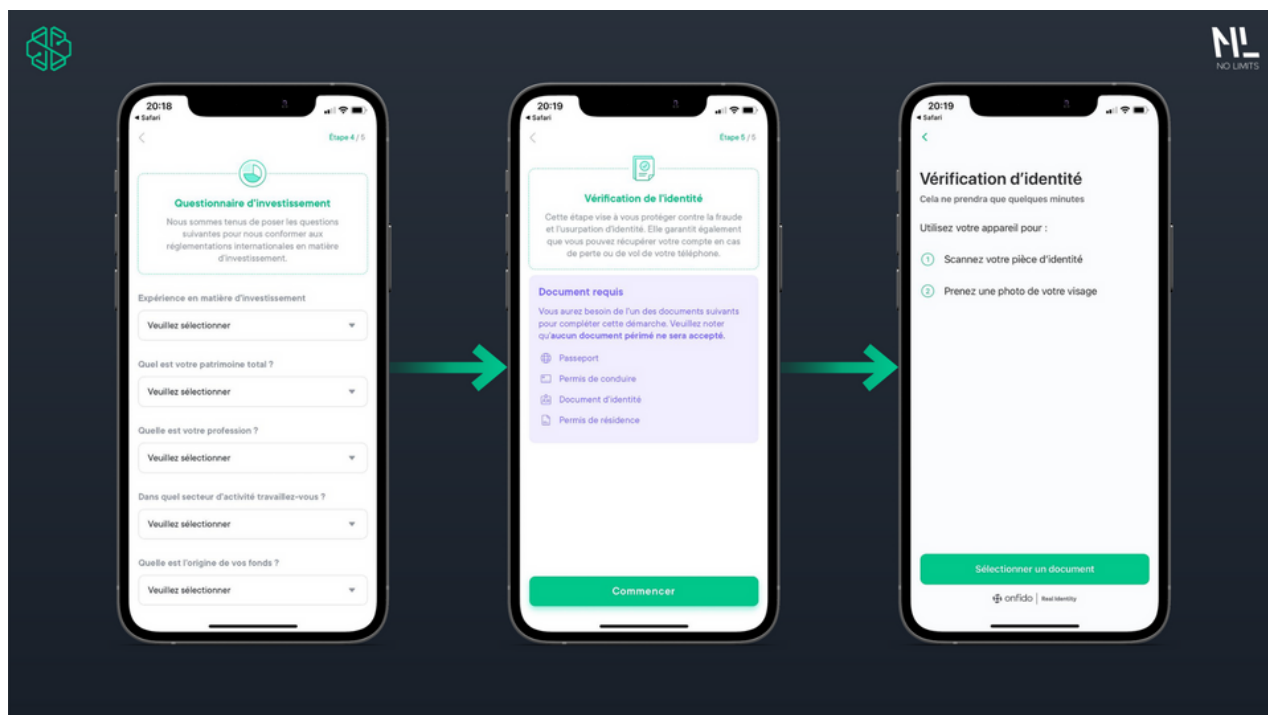 NL
NO LIMITS
20:18
Safari
Étape 4 / 5
Questionnaire d'investissement
Nous sommes tenus de poser les questions
suivantes pour nous conformer aux
réglementations internationales en matière
d'investissement.
Expérience en matière d'investissement
Veuillez sélectionner
Quel est votre patrimoine total ?
Veuillez sélectionner
Quelle est votre profession ?
Veuillez sélectionner
Dans quel secteur d'activité travaillez-vous ?
Veuillez sélectionner
Quelle est l'origine de vos fonds ?
Veuillez sélectionner
20:19
Safari
Étape 5 / 5
Vérification de l'identité
Cette étape vise à vous protéger contre la fraude
et l'usurpation d'identité. Elle garantit également
que vous pouvez récupérer votre compte en cas
de perte ou de vol de votre téléphone.
Document requis
Vous aurez besoin de l'un des documents suivants
pour compléter cette démarche. Veuillez noter
qu'aucun document périmé ne sera accepté.
Passeport
Permis de conduire
Document d'identité
Permis de résidence
Commencer
20:19
Safari
Vérification d'identité
Cela ne prendra que quelques minutes
Utilisez votre appareil pour :
1 Scannez votre pièce d'identité
2 Prenez une photo de votre visage
Sélectionner un document
onfido | Real Identity